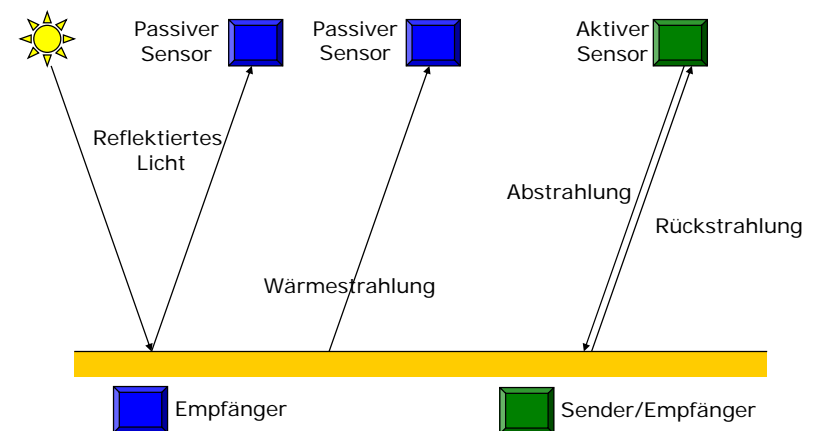 Passiver
Sensor
Passiver
Sensor
Aktiver
Sensor
Reflektiertes
Licht
Abstrahlung
Rückstrahlung
Wärmestrahlung
Empfänger
Sender/Empfänger